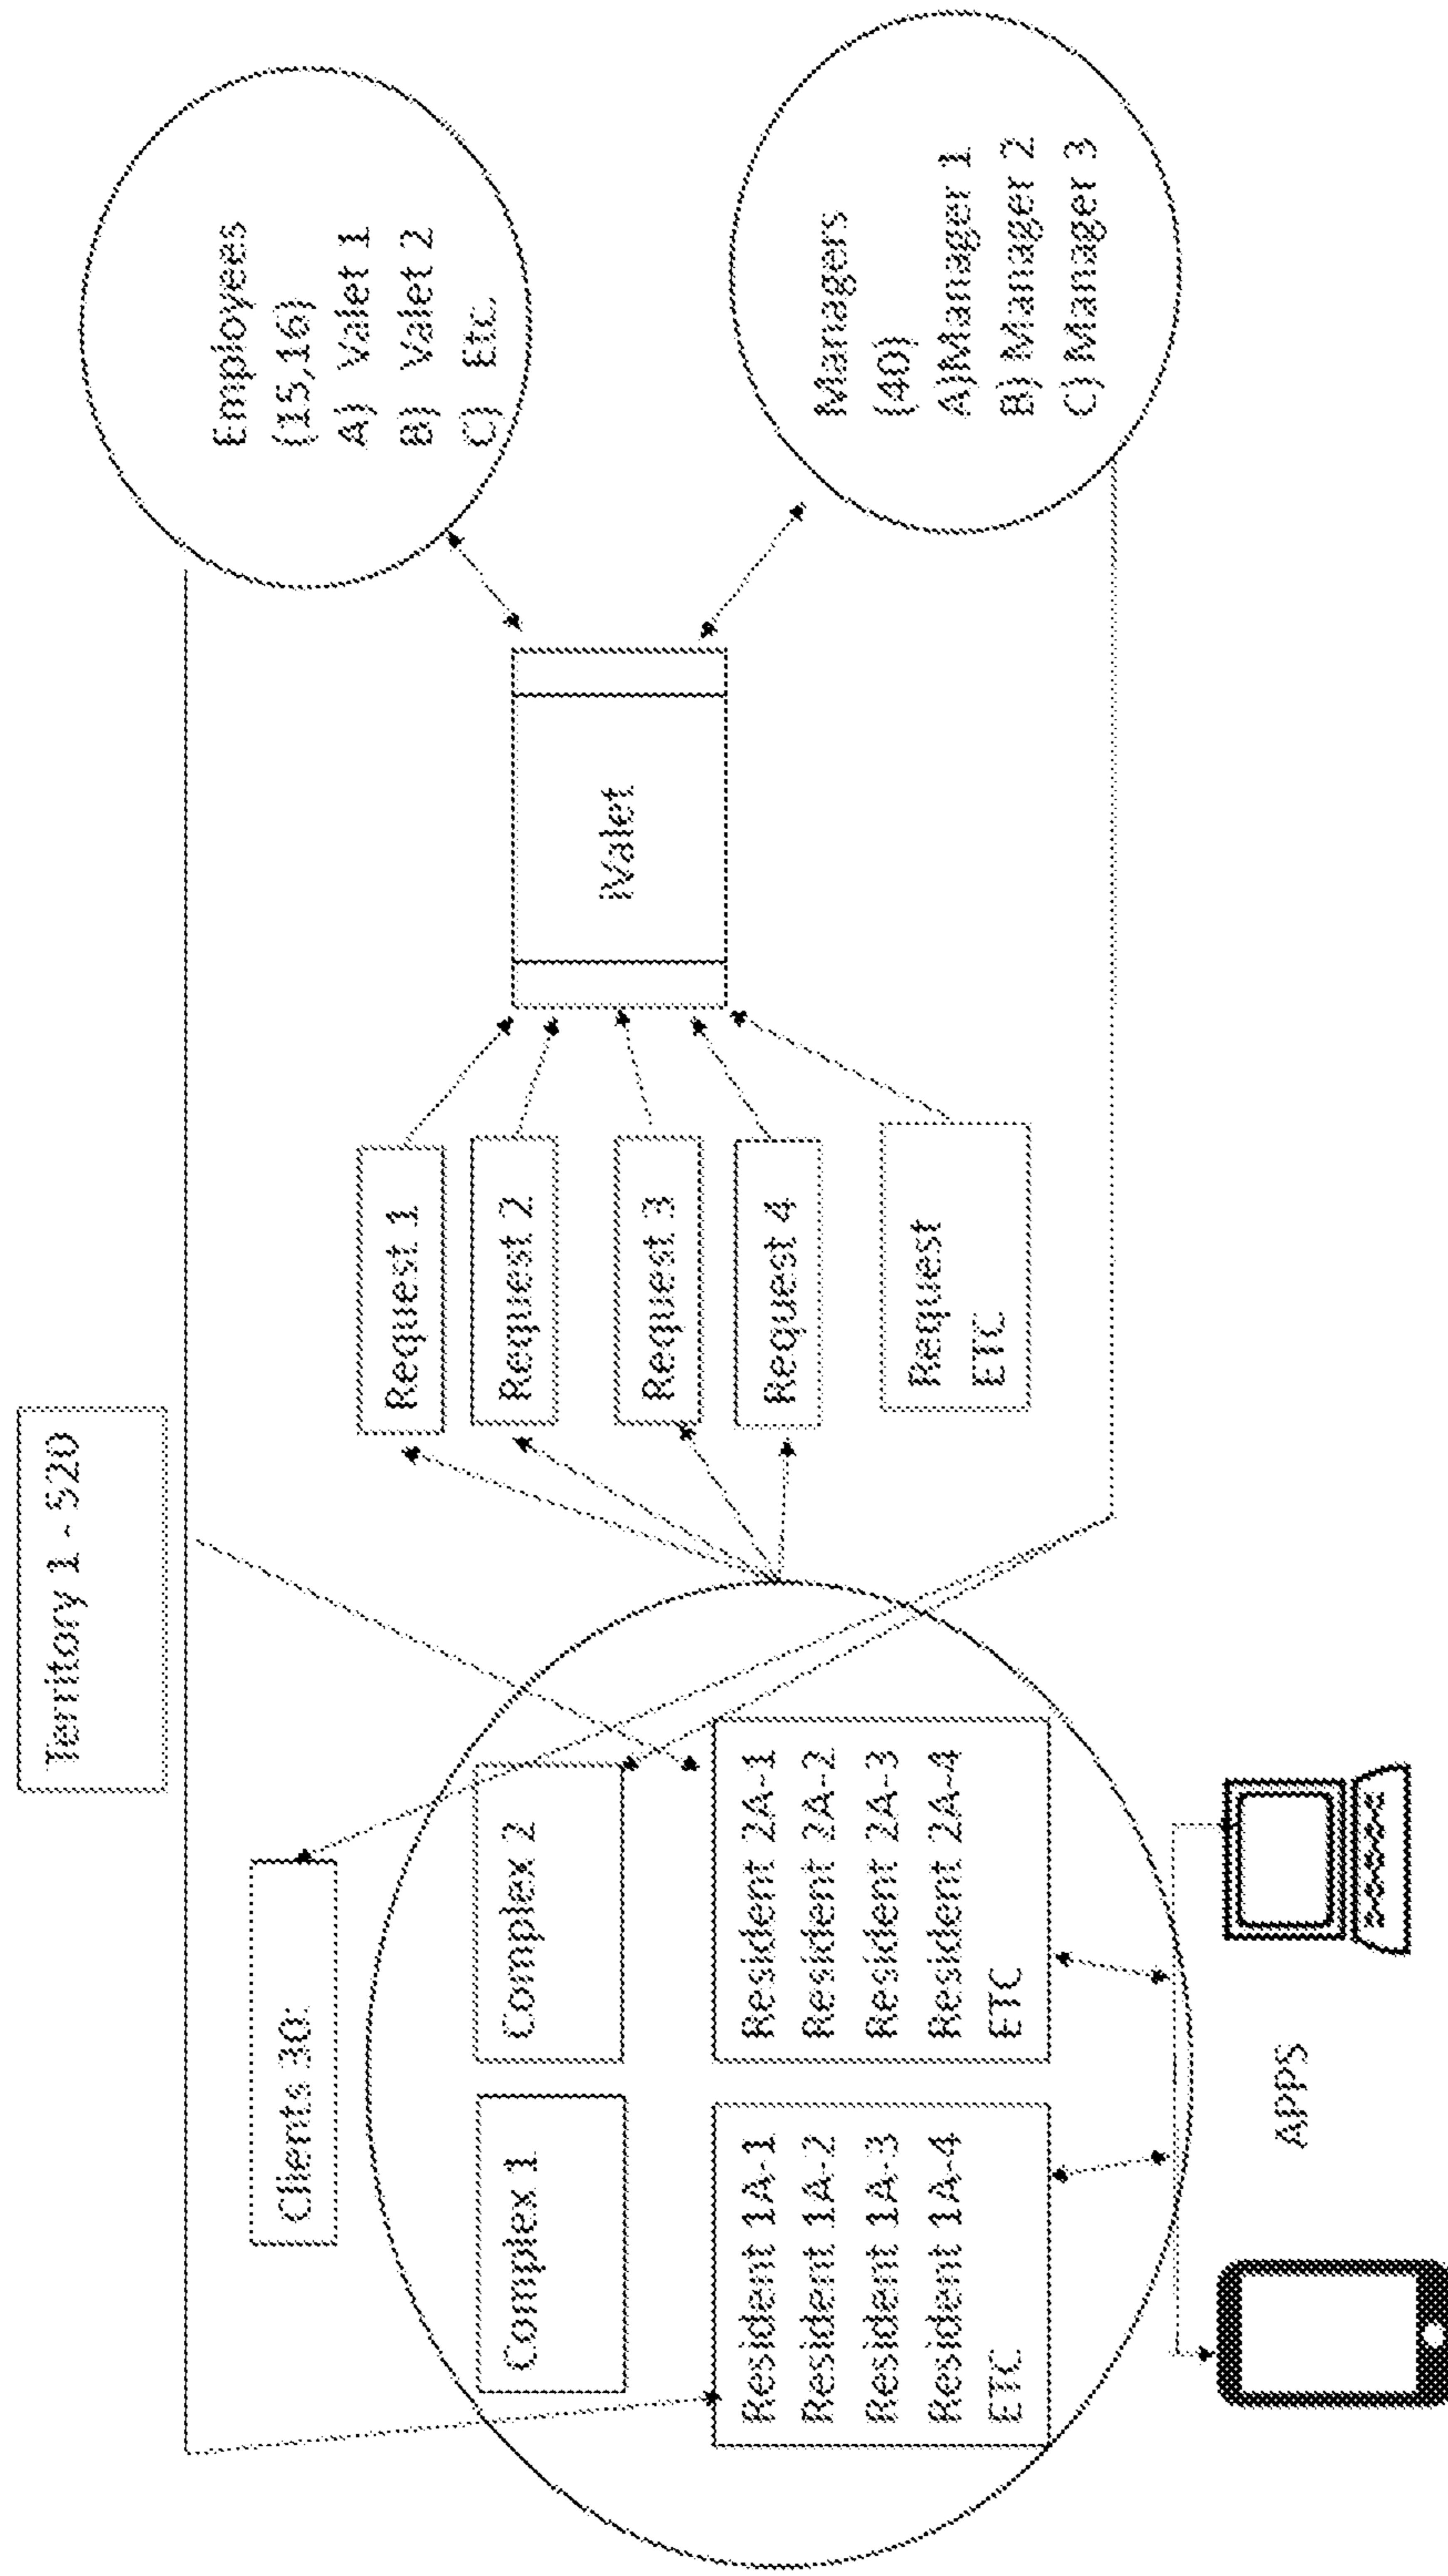 Territory 1 - 520
Clients 30:
Complex 1
Complex 2
Resident 1A-1
Resident 1A-2
Resident 1A-3
Resident 1A-4
ETC
Resident 2A-1
Resident 2A-2
Resident 2A-3
Resident 2A-4
ETC
APPS
Request 1
Request 2
Request 3
Request 4
Request
ETC
iValet
Employees
(15,16)
A) Valet 1
B) Valet 2
C) Etc.
Managers
(40)
A)Manager 1
B) Manager 2
C) Manager 3